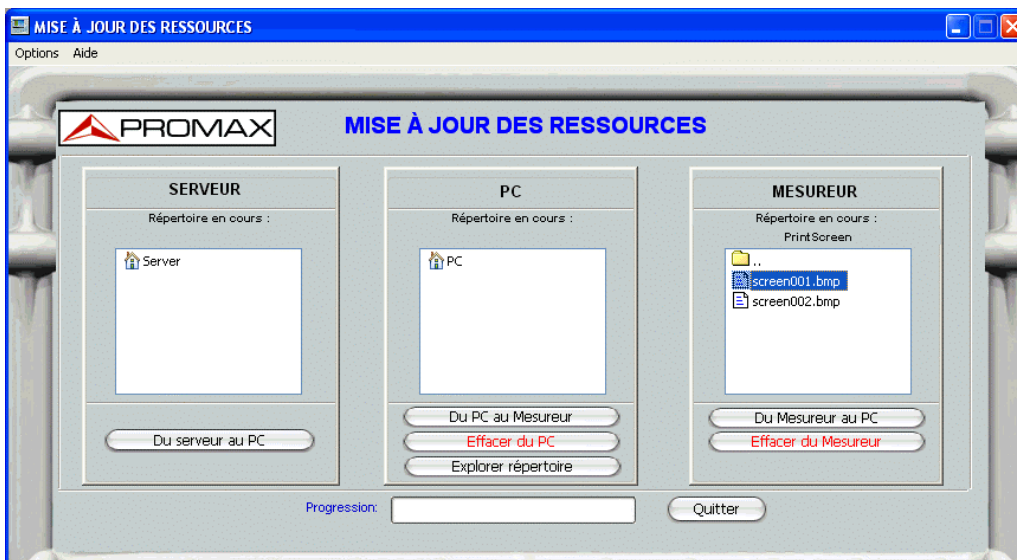 MISE À JOUR DES RESSOURCES
Options Aide
PROMAX
MISE À JOUR DES RESSOURCES
SERVEUR
Répertoire en cours :
Server
Du serveur au PC
PC
Répertoire en cours :
PC
Du PC au Mesureur
Effacer du PC
Explorer répertoire
MESUREUR
Répertoire en cours :
PrintScreen
..
screen001.bmp
screen002.bmp
Du Mesureur au PC
Effacer du Mesureur
Progression:
Quitter